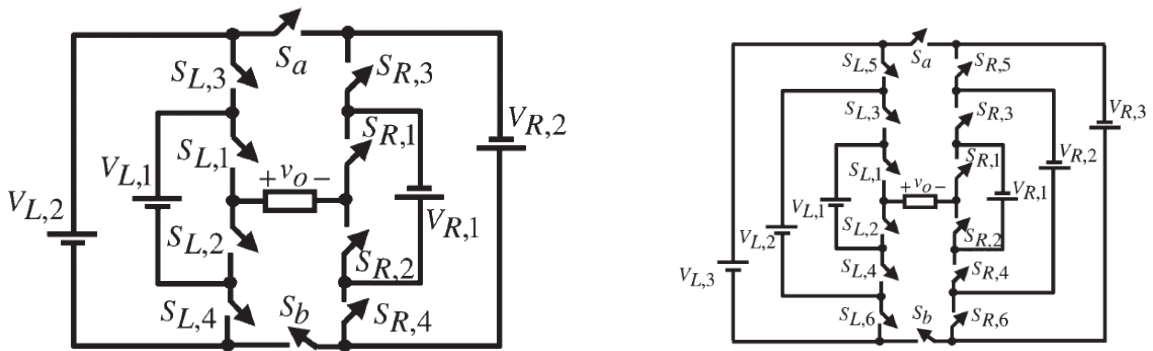 S_a
S_{L,3}
S_{R,3}
V_{R,2}
S_{R,1}
V_{L,1}
S_{L,1}
+v_o-
V_{L,2}
V_{R,1}
S_{L,2}
S_{R,2}
S_{L,4}
S_b
S_{R,4}
S_a
S_{L,5}
S_{R,5}
S_{L,3}
S_{R,3}
V_{R,3}
V_{R,2}
S_{L,1}
S_{R,1}
+v_o-
V_{L,1}
V_{R,1}
S_{L,2}
S_{R,2}
V_{L,2}
V_{L,3}
S_{L,4}
S_{R,4}
S_{L,6}
S_b
S_{R,6}